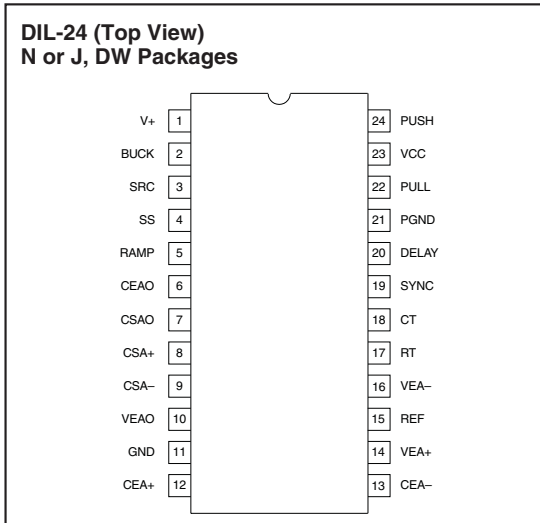 DIL-24 (Top View)
N or J, DW Packages
V+ 1 24 PUSH
BUCK 2 23 VCC
SRC 3 22 PULL
SS 4 21 PGND
RAMP 5 20 DELAY
CEAO 6 19 SYNC
CSAO 7 18 CT
CSA+ 8 17 RT
CSA– 9 16 VEA–
VEAO 10 15 REF
GND 11 14 VEA+
CEA+ 12 13 CEA–